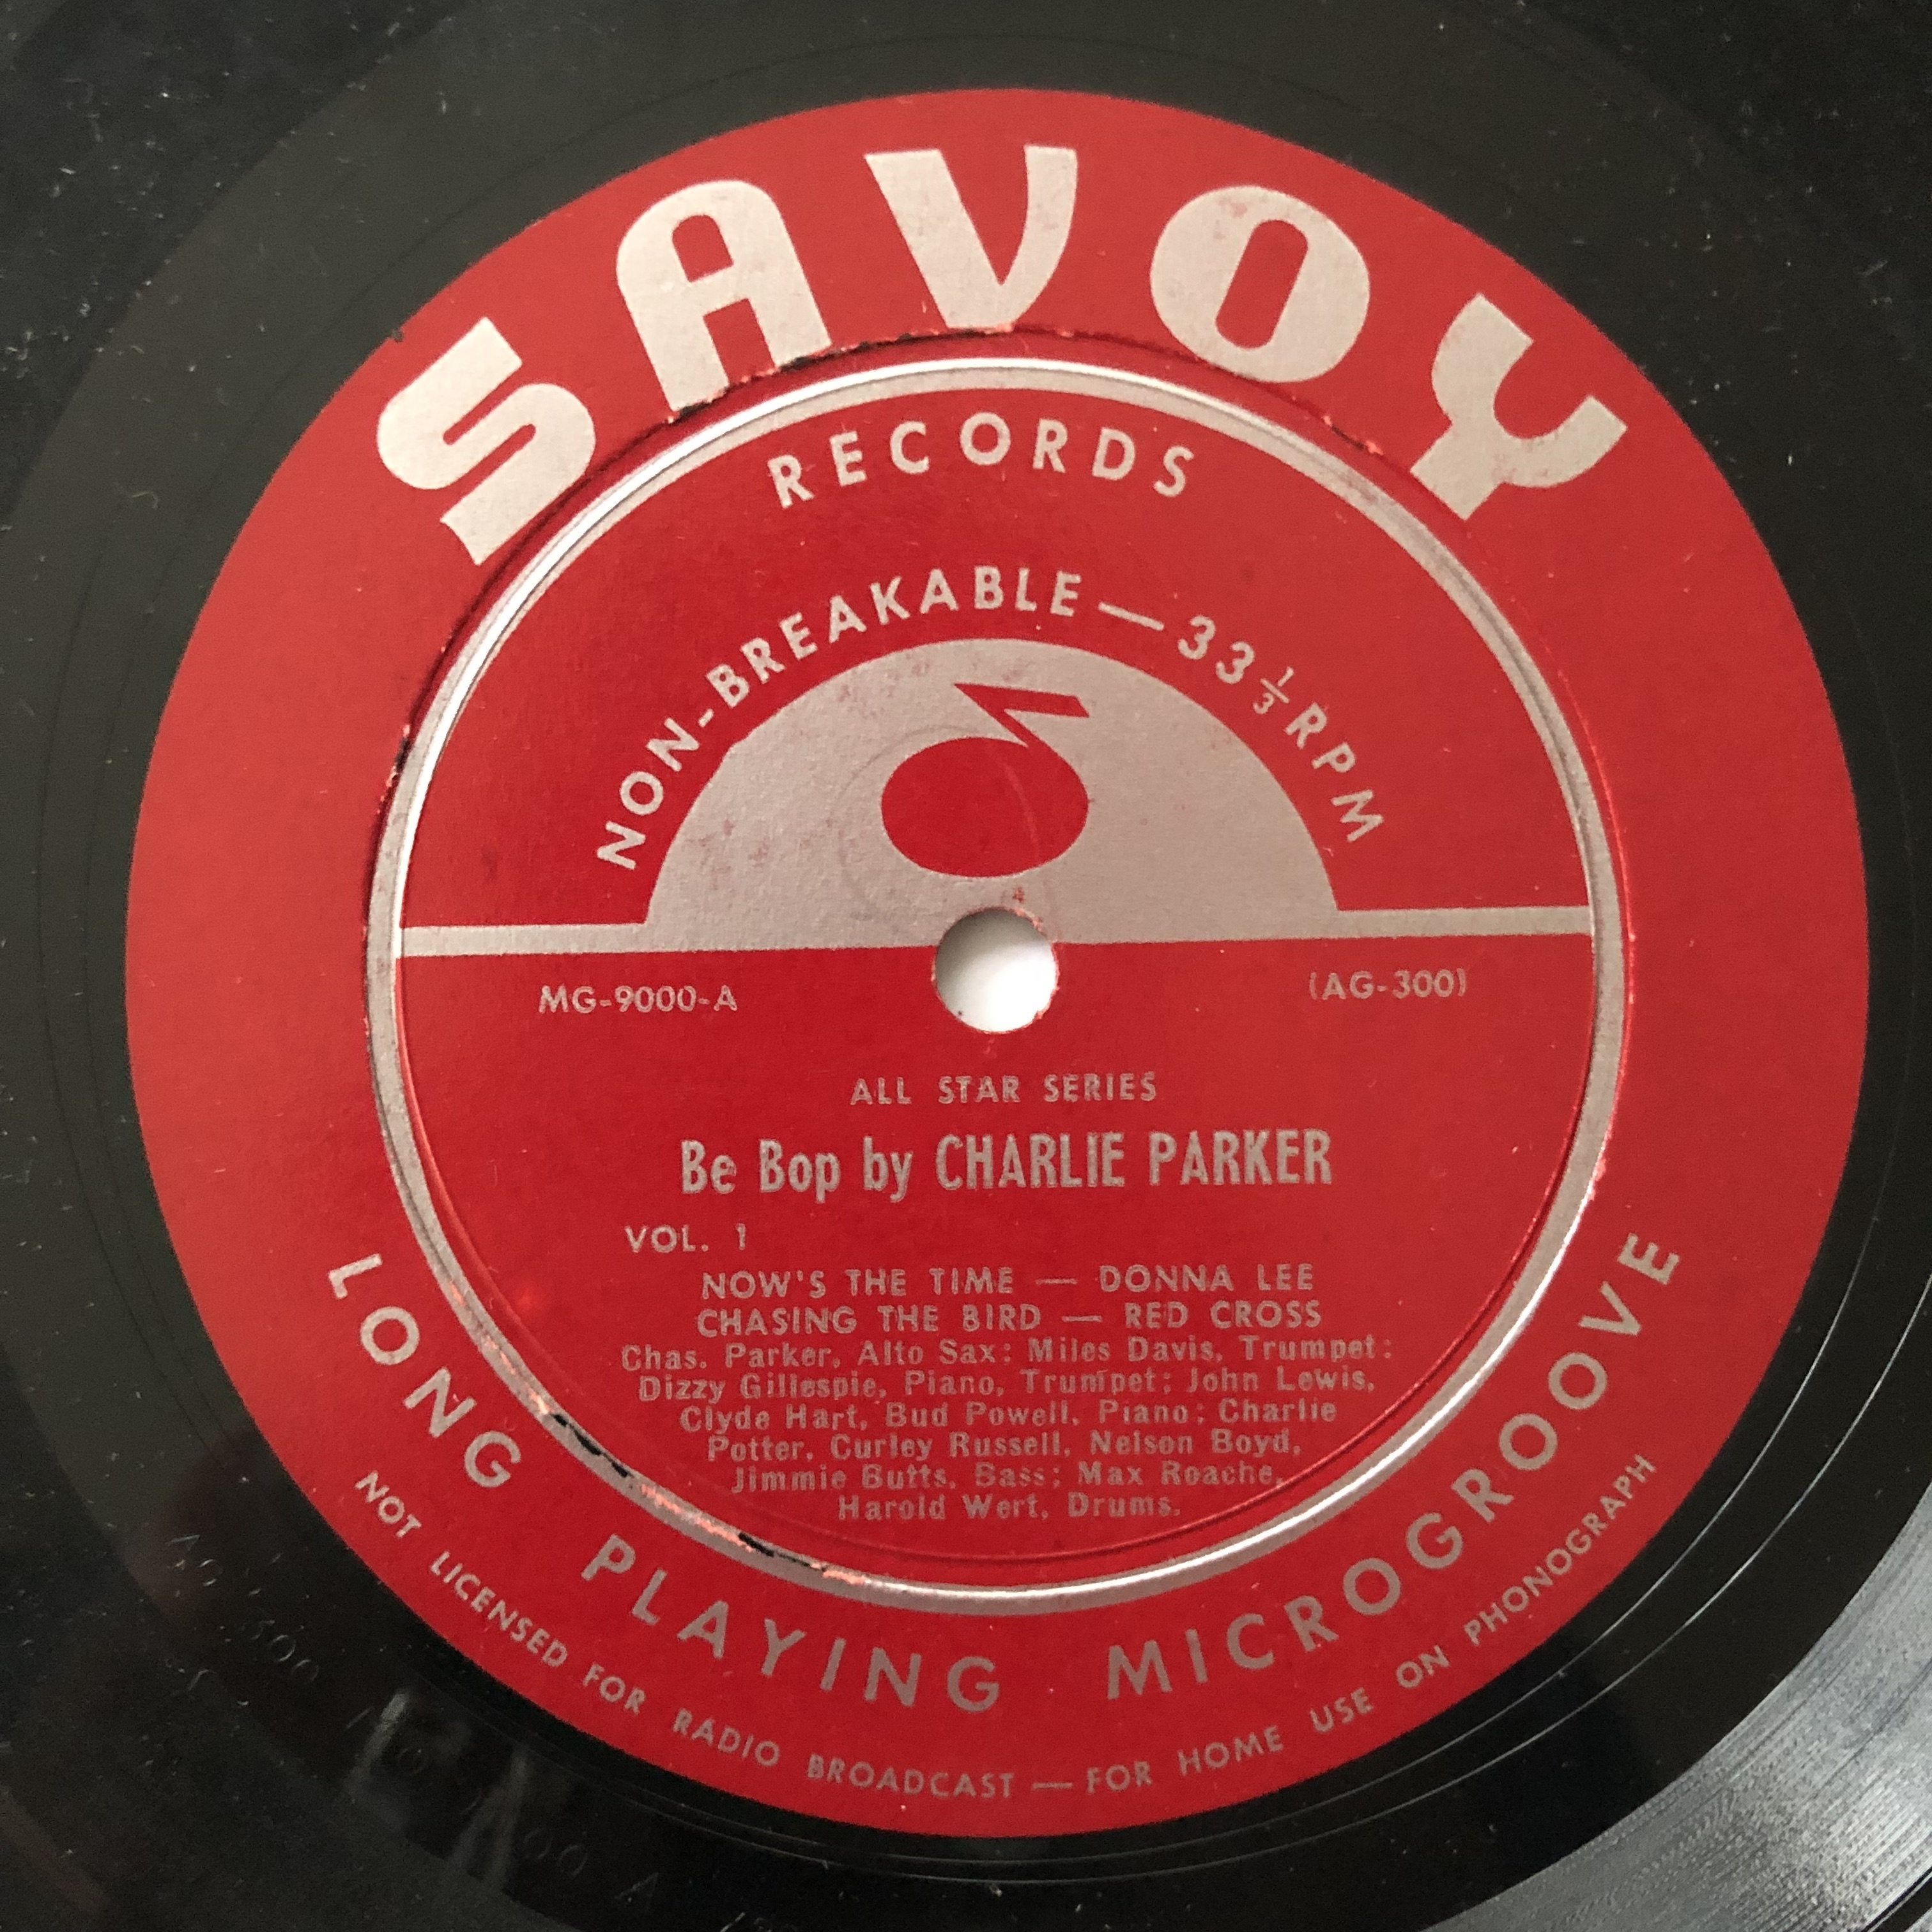 SAVOY
RECORDS
NON-BREAKABLE — 33 1/3 RPM
MG-9000-A
(AG-300)
ALL STAR SERIES
Be Bop by CHARLIE PARKER
VOL. 1
NOW'S THE TIME — DONNA LEE
CHASING THE BIRD — RED CROSS
Chas. Parker, Alto Sax; Miles Davis, Trumpet;
Dizzy Gillespie, Piano, Trumpet; John Lewis,
Clyde Hart, Bud Powell, Piano; Charlie
Potter, Curley Russell, Nelson Boyd,
Jimmie Butts, Bass; Max Roache,
Harold Wert, Drums.
LONG PLAYING MICROGROOVE
NOT LICENSED FOR RADIO BROADCAST — FOR HOME USE ON PHONOGRAPH